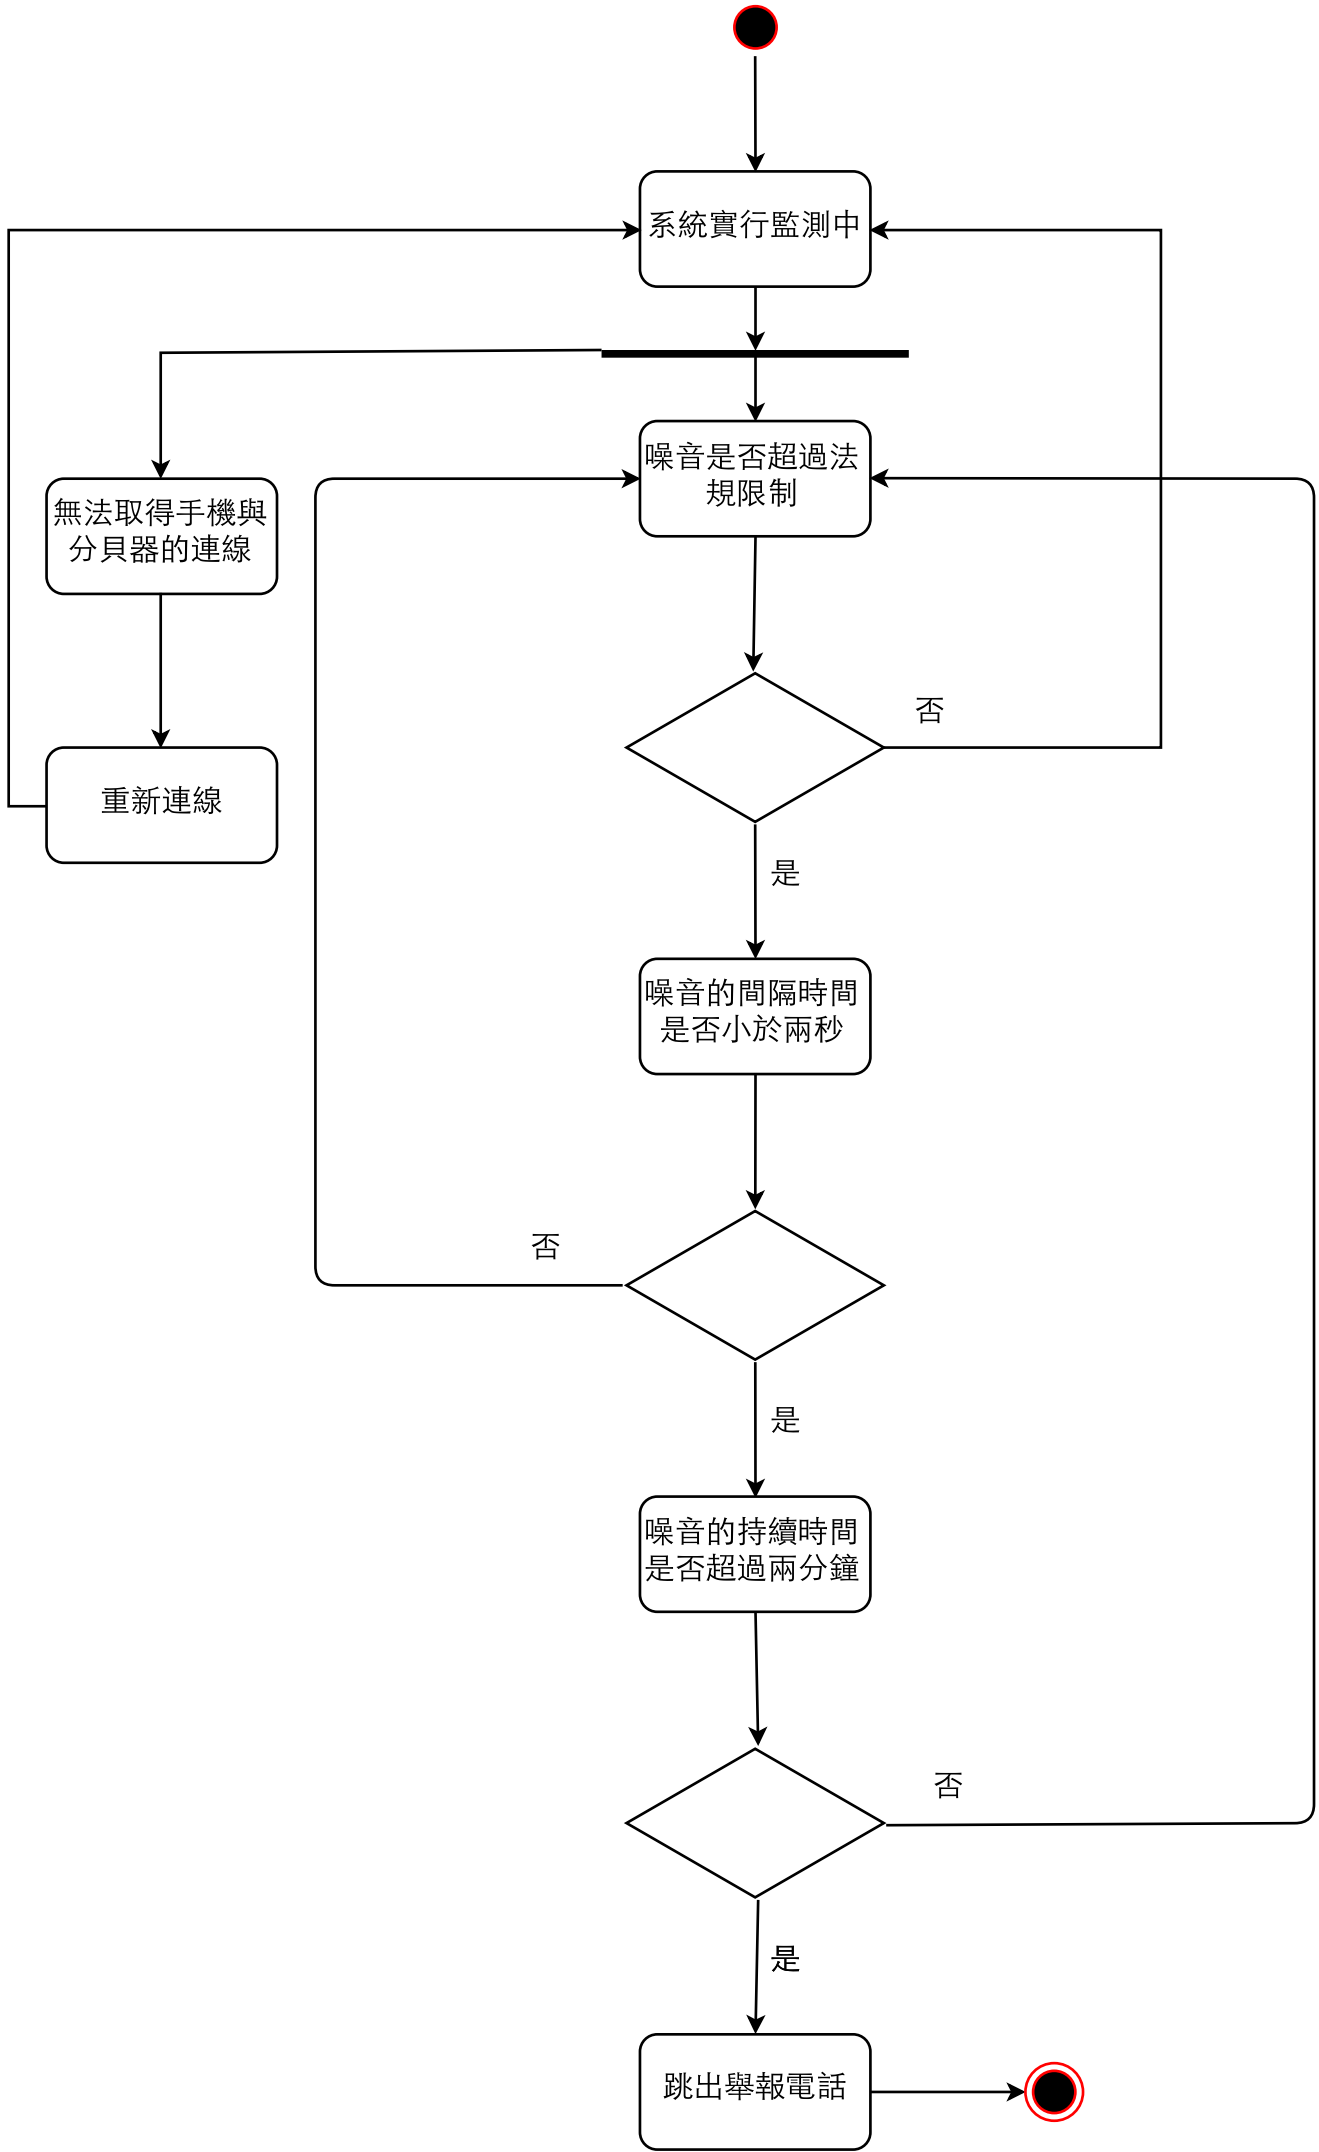 系統實行監測中
噪音是否超過法
規限制
無法取得手機與
分貝器的連線
否
重新連線
是
噪音的間隔時間
是否小於兩秒
否
是
噪音的持續時間
是否超過兩分鐘
否
是
跳出舉報電話